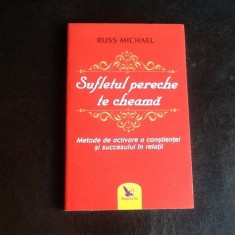 RUSS MICHAEL
Sufletul pereche
te cheamă
Metode de activare a conștienței
și succesului în relații